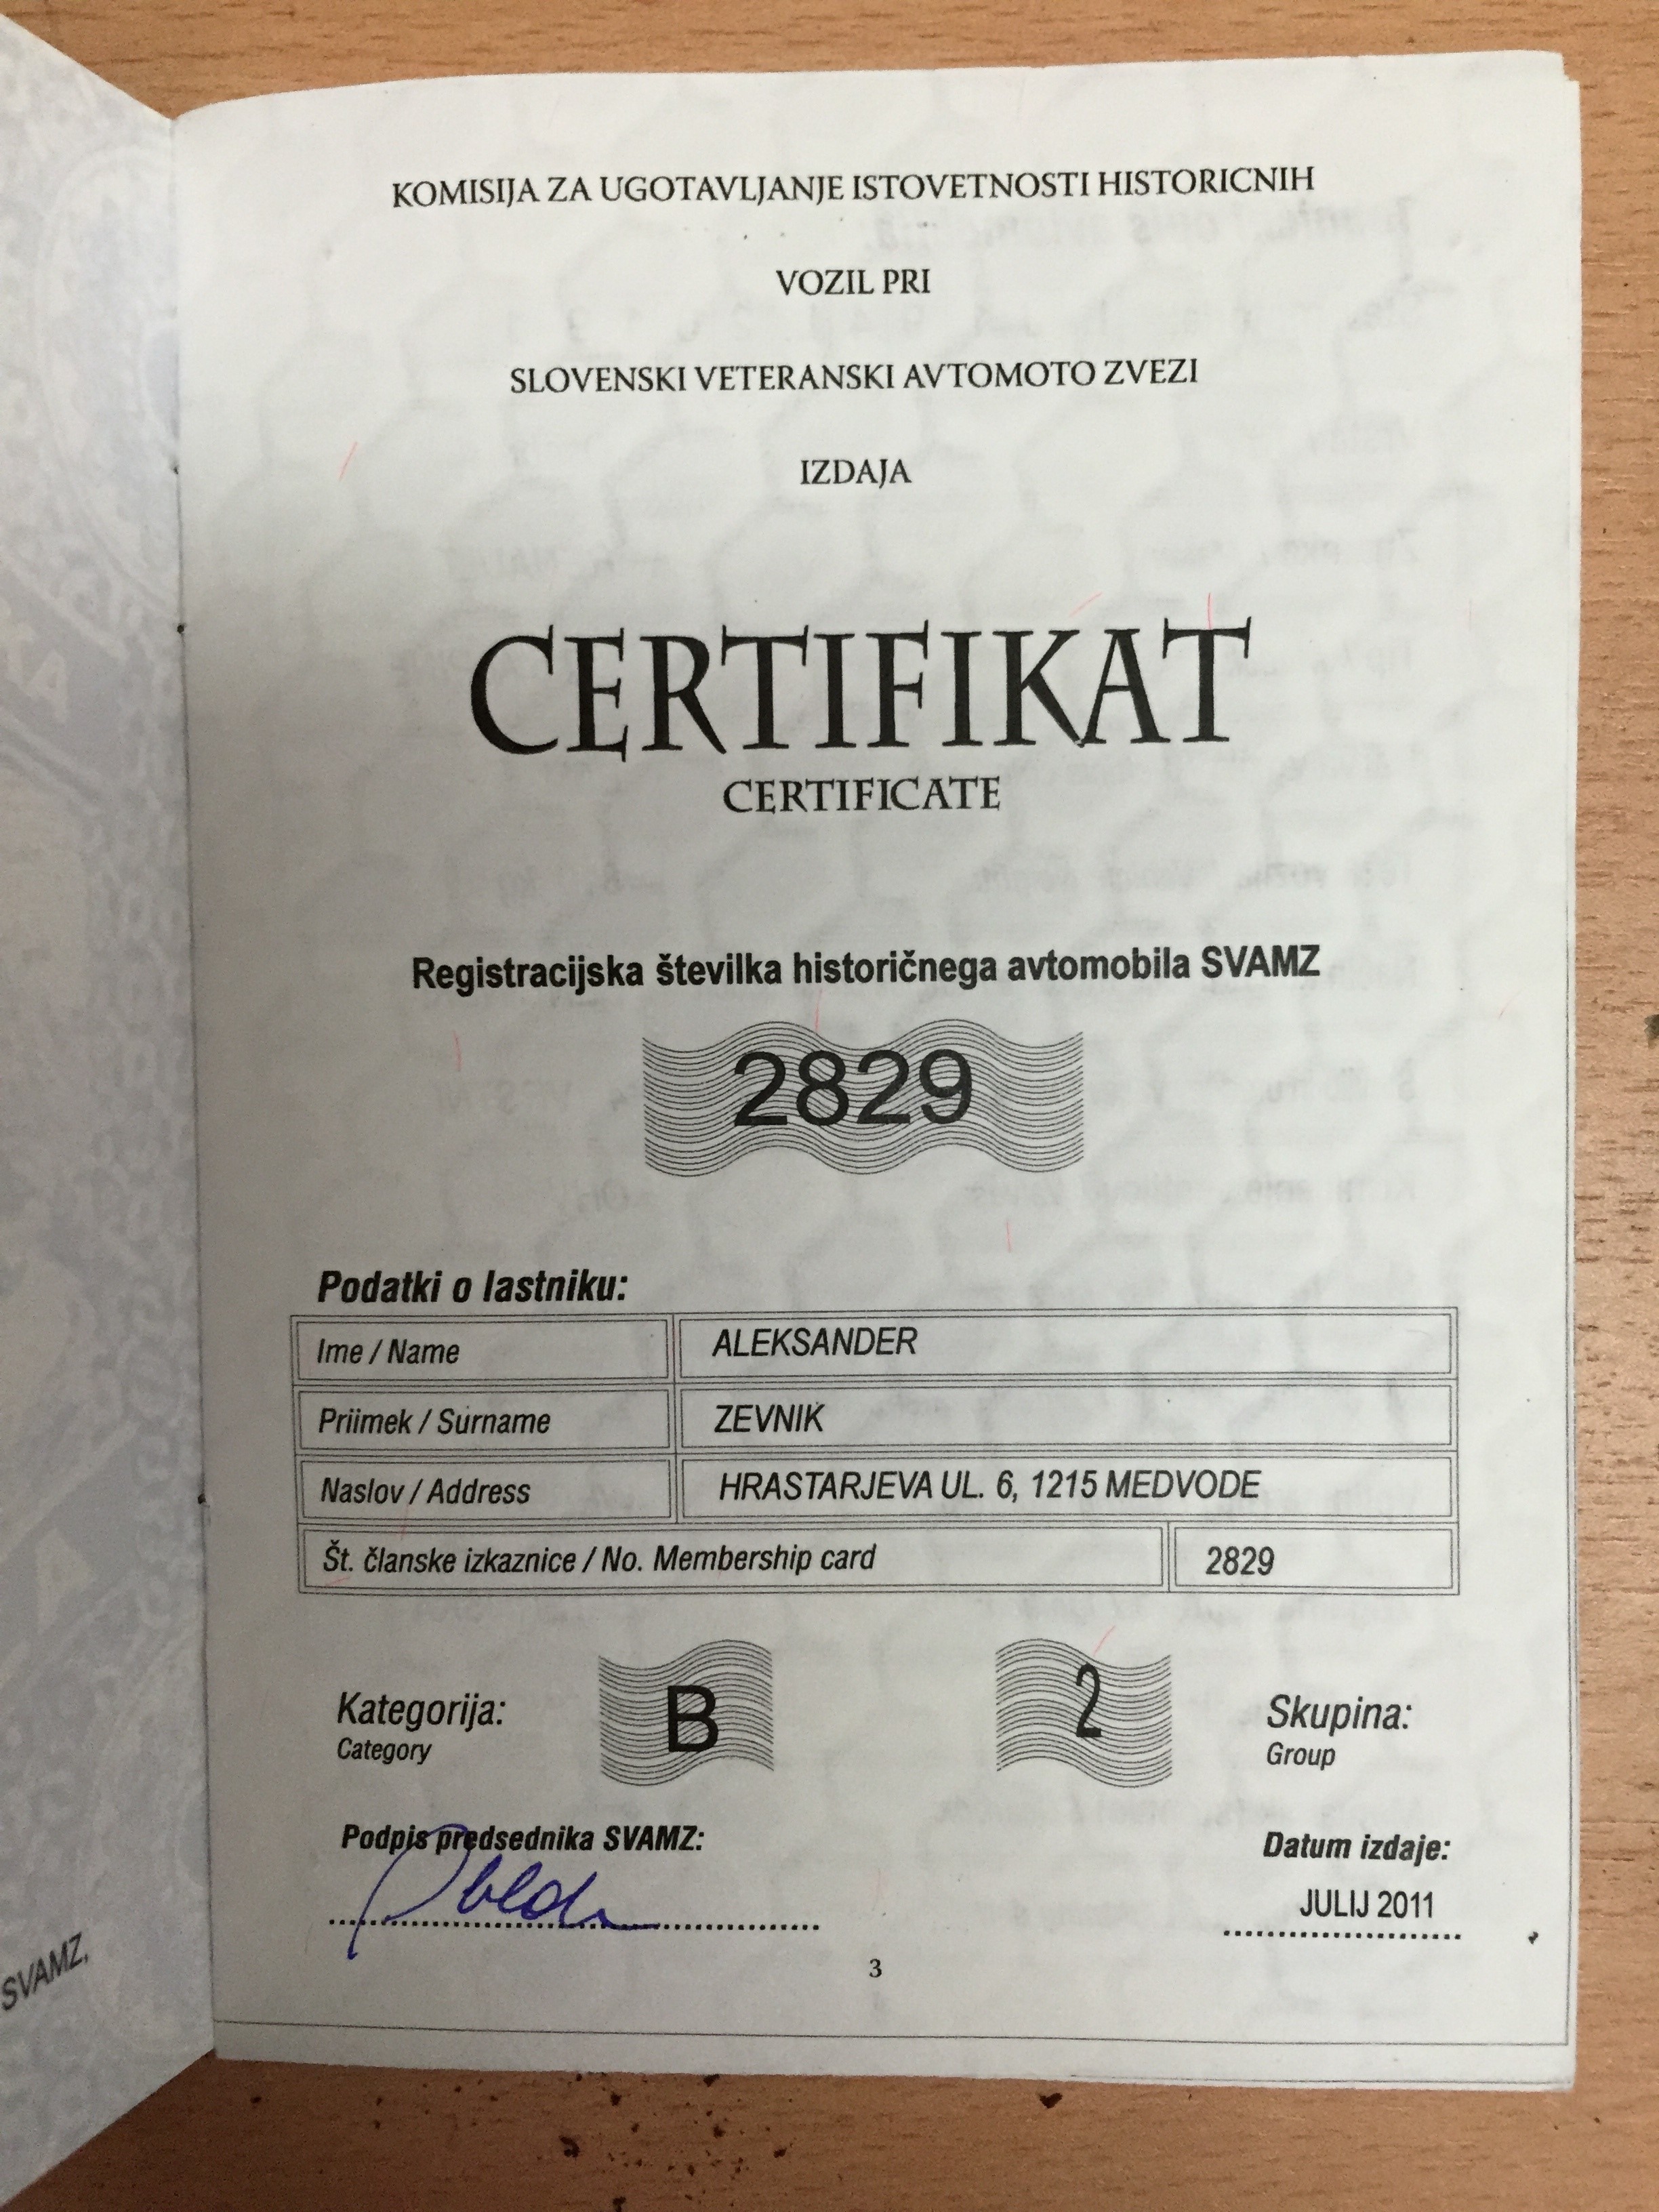 KOMISIJA ZA UGOTAVLJANJE ISTOVETNOSTI HISTORICNIH
VOZIL PRI
SLOVENSKI VETERANSKI AVTOMOTO ZVEZI
IZDAJA
CERTIFIKAT
CERTIFICATE
Registracijska številka historičnega avtomobila SVAMZ
2829
Podatki o lastniku:
Ime / Name ALEKSANDER
Priimek / Surname ZEVNIK
Naslov / Address HRASTARJEVA UL. 6, 1215 MEDVODE
Št. članske izkaznice / No. Membership card 2829
Kategorija: B 2 Skupina:
Category Group
Podpis predsednika SVAMZ: Datum izdaje:
JULIJ 2011
3
SVAMZ,